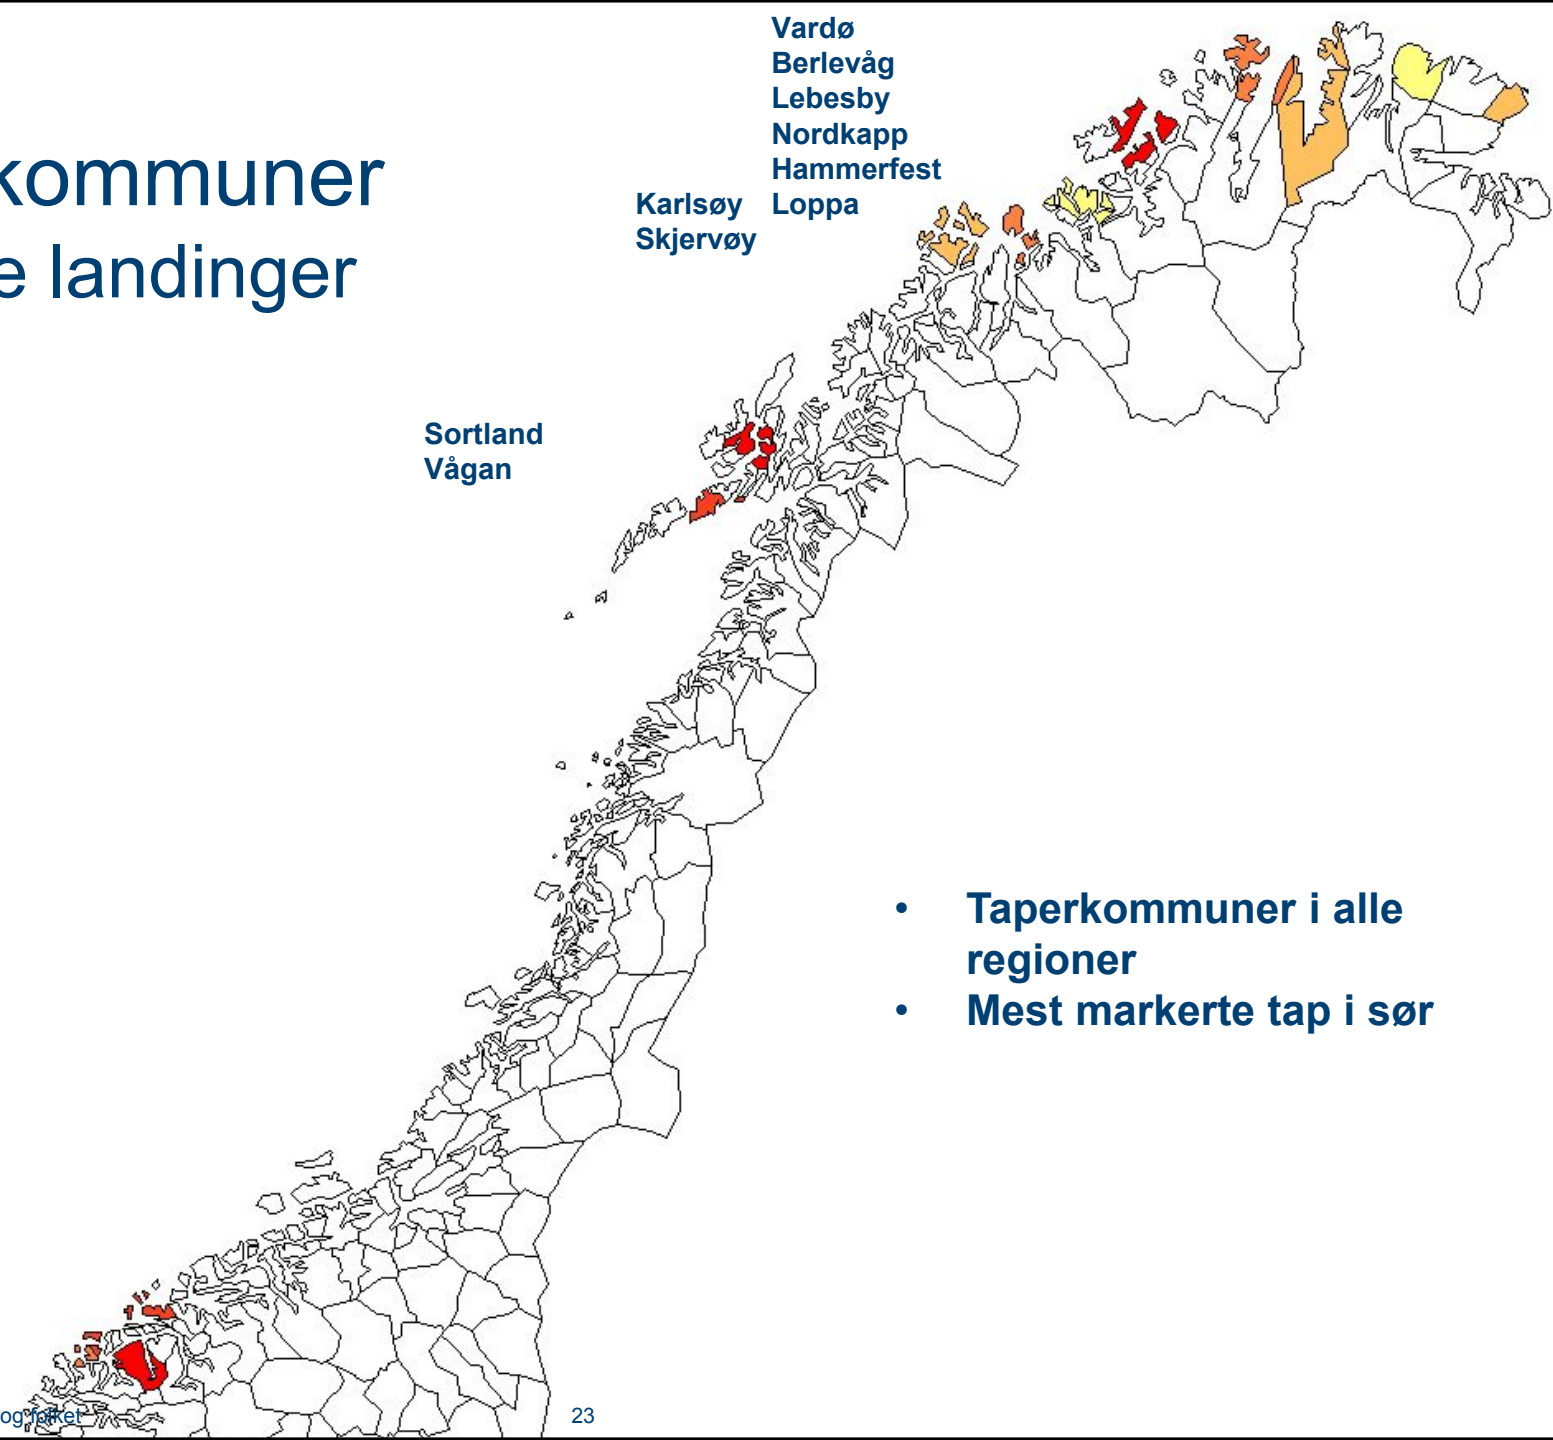 kommuner
e landinger
Vardø
Berlevåg
Lebesby
Nordkapp
Hammerfest
Karlsøy Loppa
Skjervøy
Sortland
Vågan
• Taperkommuner i alle
regioner
• Mest markerte tap i sør
og folket 23